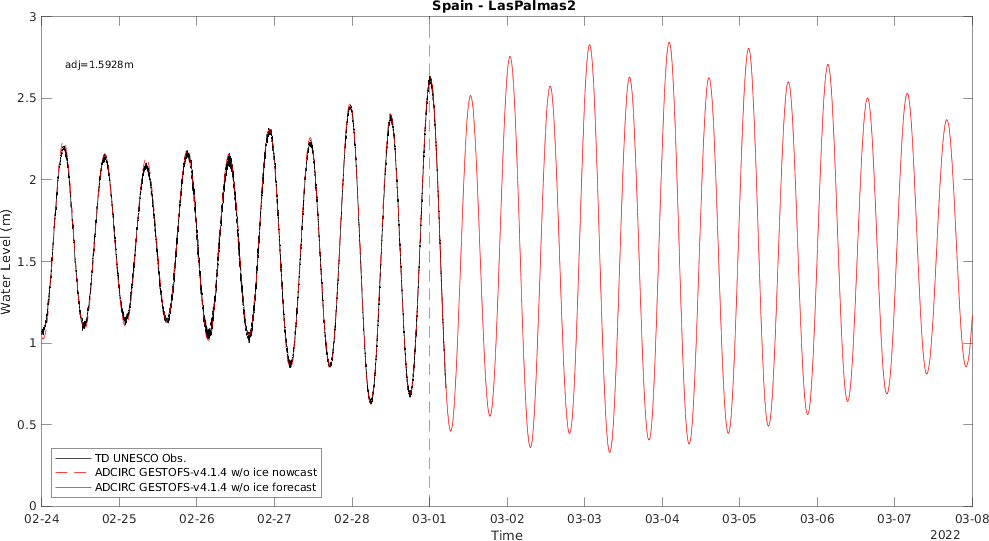 Spain - LasPalmas2
3
adj=1.5928m
2.5
2
1.5
1
0.5
0
Water Level (m)
TD UNESCO Obs.
ADCIRC GESTOFS-v4.1.4 w/o ice nowcast
ADCIRC GESTOFS-v4.1.4 w/o ice forecast
02-24 02-25 02-26 02-27 02-28 03-01 03-02 03-03 03-04 03-05 03-06 03-07 03-08
Time
2022